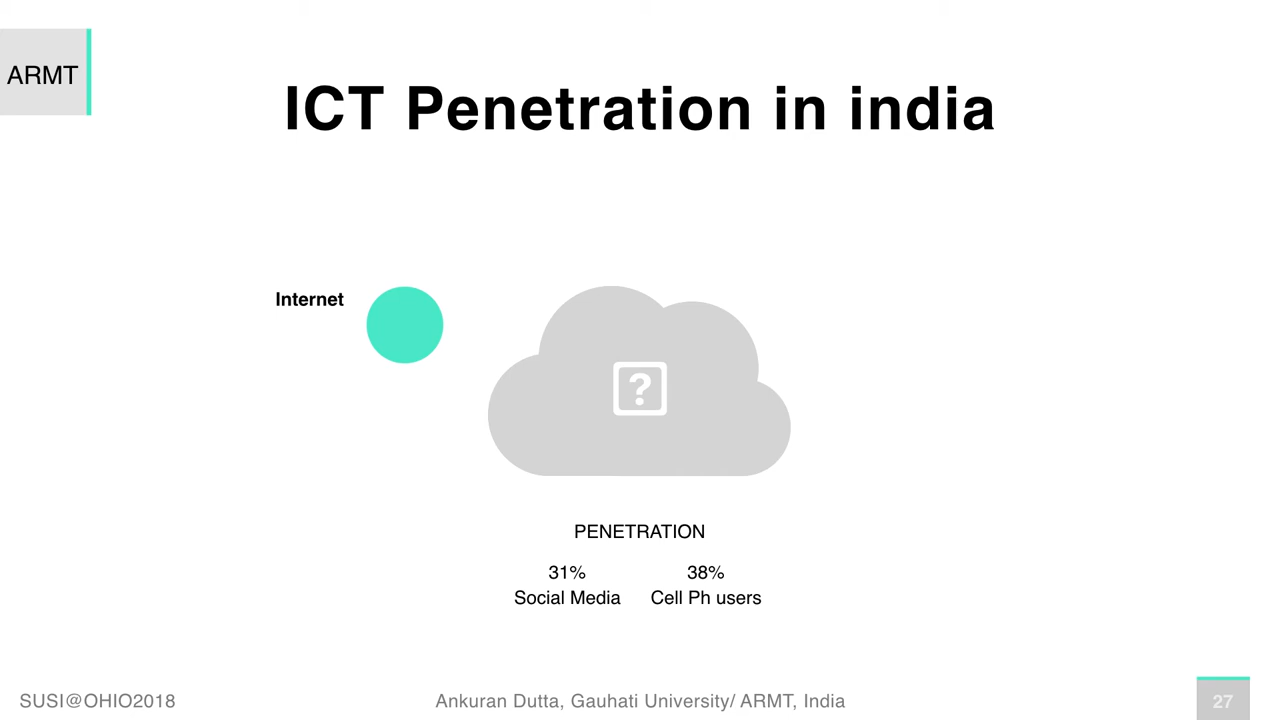 ARMT
ICT Penetration in india
Internet
?
PENETRATION
31% 38%
Social Media Cell Ph users
SUSI@OHIO2018 Ankuran Dutta, Gauhati University/ ARMT, India 27